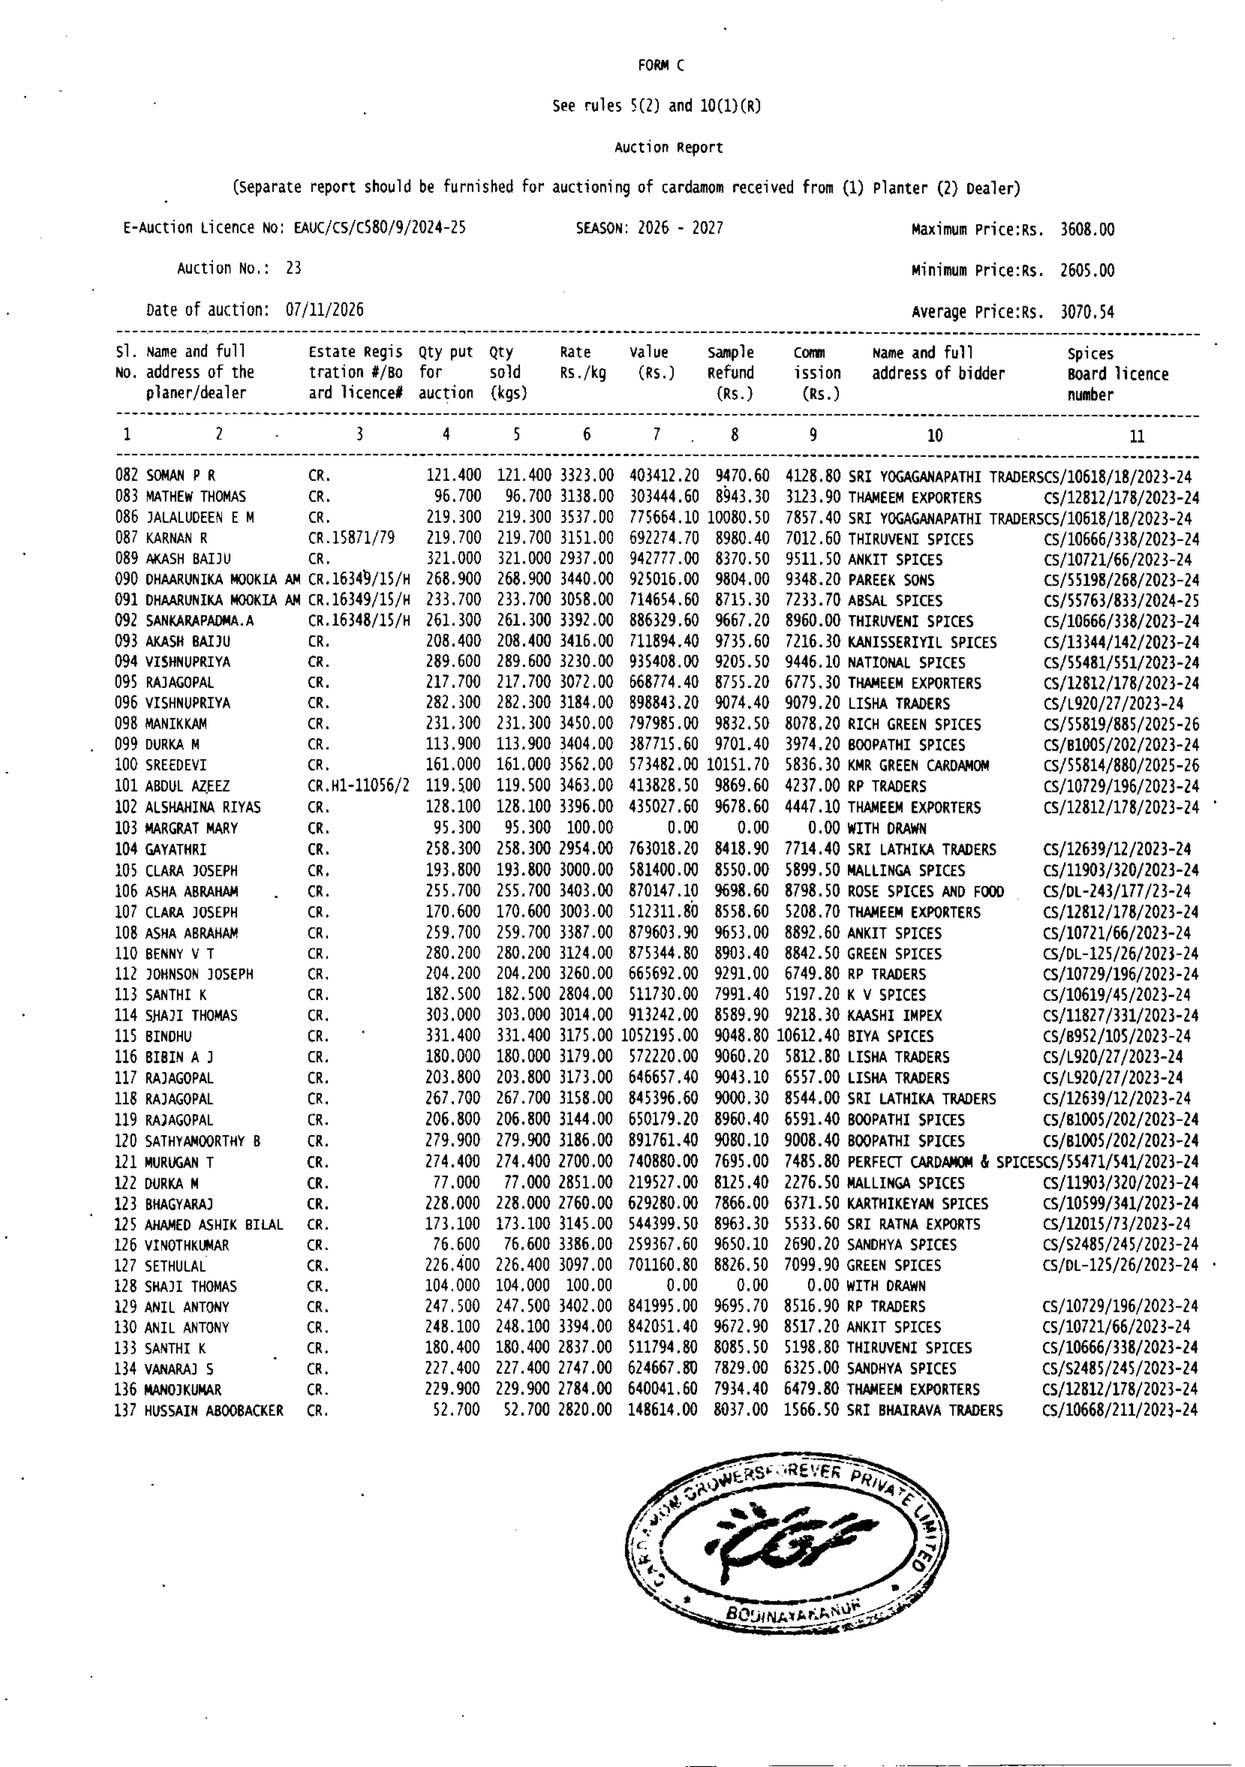 FORM C
See rules 5(2) and 10(1)(R)
Auction Report
(Separate report should be furnished for auctioning of cardamom received from (1) Planter (2) Dealer)
E-Auction Licence No: EAUC/CS/C580/9/2024-25 SEASON: 2026 - 2027 Maximum Price:Rs. 3608.00
Auction No.: 23 Minimum Price:Rs. 2605.00
Date of auction: 07/11/2026 Average Price:Rs. 3070.54
Sl. Name and full Estate Regis Qty put Qty Rate Value Sample Comm Name and full Spices
No. address of the tration #/Bo for sold Rs./kg (Rs.) Refund ission address of bidder Board licence
planer/dealer ard licence# auction (kgs) (Rs.) (Rs.) number
1 2 3 4 5 6 7 8 9 10 11
082 SOMAN P R CR. 121.400 121.400 3323.00 403412.20 9470.60 4128.80 SRI YOGAGANAPATHI TRADERSCS/10618/18/2023-24
083 MATHEW THOMAS CR. 96.700 96.700 3138.00 303444.60 8943.30 3123.90 THAMEEM EXPORTERS CS/12812/178/2023-24
086 JALALUDEEN E M CR. 219.300 219.300 3537.00 775664.10 10080.50 7857.40 SRI YOGAGANAPATHI TRADERSCS/10618/18/2023-24
087 KARNAN R CR.15871/79 219.700 219.700 3151.00 692274.70 8980.40 7012.60 THIRUVENI SPICES CS/10666/338/2023-24
089 AKASH BAIJU CR. 321.000 321.000 2937.00 942777.00 8370.50 9511.50 ANKIT SPICES CS/10721/66/2023-24
090 DHAARUNIKA MOOKIA AM CR.16349/15/H 268.900 268.900 3440.00 925016.00 9804.00 9348.20 PAREEK SONS CS/55198/268/2023-24
091 DHAARUNIKA MOOKIA AM CR.16349/15/H 233.700 233.700 3058.00 714654.60 8715.30 7233.70 ABSAL SPICES CS/55763/833/2024-25
092 SANKARAPADMA.A CR.16348/15/H 261.300 261.300 3392.00 886329.60 9667.20 8960.00 THIRUVENI SPICES CS/10666/338/2023-24
093 AKASH BAIJU CR. 208.400 208.400 3416.00 711894.40 9735.60 7216.30 KANISSERIYIL SPICES CS/13344/142/2023-24
094 VISHNUPRIYA CR. 289.600 289.600 3230.00 935408.00 9205.50 9446.10 NATIONAL SPICES CS/55481/551/2023-24
095 RAJAGOPAL CR. 217.700 217.700 3072.00 668774.40 8755.20 6775.30 THAMEEM EXPORTERS CS/12812/178/2023-24
096 VISHNUPRIYA CR. 282.300 282.300 3184.00 898843.20 9074.40 9079.20 LISHA TRADERS CS/L920/27/2023-24
098 MANIKKAM CR. 231.300 231.300 3450.00 797985.00 9832.50 8078.20 RICH GREEN SPICES CS/55819/885/2025-26
099 DURKA M CR. 113.900 113.900 3404.00 387715.60 9701.40 3974.20 BOOPATHI SPICES CS/B1005/202/2023-24
100 SREEDEVI CR. 161.000 161.000 3562.00 573482.00 10151.70 5836.30 KMR GREEN CARDAMOM CS/55814/880/2025-26
101 ABDUL AZEEZ CR.H1-11056/2 119.500 119.500 3463.00 413828.50 9869.60 4237.00 RP TRADERS CS/10729/196/2023-24
102 ALSHAHINA RIYAS CR. 128.100 128.100 3396.00 435027.60 9678.60 4447.10 THAMEEM EXPORTERS CS/12812/178/2023-24
103 MARGRAT MARY CR. 95.300 95.300 100.00 0.00 0.00 0.00 WITH DRAWN
104 GAYATHRI CR. 258.300 258.300 2954.00 763018.20 8418.90 7714.40 SRI LATHIKA TRADERS CS/12639/12/2023-24
105 CLARA JOSEPH CR. 193.800 193.800 3000.00 581400.00 8550.00 5899.50 MALLINGA SPICES CS/11903/320/2023-24
106 ASHA ABRAHAM CR. 255.700 255.700 3403.00 870147.10 9698.60 8798.50 ROSE SPICES AND FOOD CS/DL-243/177/23-24
107 CLARA JOSEPH CR. 170.600 170.600 3003.00 512311.80 8558.60 5208.70 THAMEEM EXPORTERS CS/12812/178/2023-24
108 ASHA ABRAHAM CR. 259.700 259.700 3387.00 879603.90 9653.00 8892.60 ANKIT SPICES CS/10721/66/2023-24
110 BENNY V T CR. 280.200 280.200 3124.00 875344.80 8903.40 8842.50 GREEN SPICES CS/DL-125/26/2023-24
112 JOHNSON JOSEPH CR. 204.200 204.200 3260.00 665692.00 9291.00 6749.80 RP TRADERS CS/10729/196/2023-24
113 SANTHI K CR. 182.500 182.500 2804.00 511730.00 7991.40 5197.20 K V SPICES CS/10619/45/2023-24
114 SHAJI THOMAS CR. 303.000 303.000 3014.00 913242.00 8589.90 9218.30 KAASHI IMPEX CS/11827/331/2023-24
115 BINDHU CR. 331.400 331.400 3175.00 1052195.00 9048.80 10612.40 BIYA SPICES CS/B952/105/2023-24
116 BIBIN A J CR. 180.000 180.000 3179.00 572220.00 9060.20 5812.80 LISHA TRADERS CS/L920/27/2023-24
117 RAJAGOPAL CR. 203.800 203.800 3173.00 646657.40 9043.10 6557.00 LISHA TRADERS CS/L920/27/2023-24
118 RAJAGOPAL CR. 267.700 267.700 3158.00 845396.60 9000.30 8544.00 SRI LATHIKA TRADERS CS/12639/12/2023-24
119 RAJAGOPAL CR. 206.800 206.800 3144.00 650179.20 8960.40 6591.40 BOOPATHI SPICES CS/B1005/202/2023-24
120 SATHYAMOORTHY B CR. 279.900 279.900 3186.00 891761.40 9080.10 9008.40 BOOPATHI SPICES CS/B1005/202/2023-24
121 MURUGAN T CR. 274.400 274.400 2700.00 740880.00 7695.00 7485.80 PERFECT CARDAMOM & SPICESCS/55471/541/2023-24
122 DURKA M CR. 77.000 77.000 2851.00 219527.00 8125.40 2276.50 MALLINGA SPICES CS/11903/320/2023-24
123 BHAGYARAJ CR. 228.000 228.000 2760.00 629280.00 7866.00 6371.50 KARTHIKEYAN SPICES CS/10599/341/2023-24
125 AHAMED ASHIK BILAL CR. 173.100 173.100 3145.00 544399.50 8963.30 5533.60 SRI RATNA EXPORTS CS/12015/73/2023-24
126 VINOTHKUMAR CR. 76.600 76.600 3386.00 259367.60 9650.10 2690.20 SANDHYA SPICES CS/S2485/245/2023-24
127 SETHULAL CR. 226.400 226.400 3097.00 701160.80 8826.50 7099.90 GREEN SPICES CS/DL-125/26/2023-24
128 SHAJI THOMAS CR. 104.000 104.000 100.00 0.00 0.00 0.00 WITH DRAWN
129 ANIL ANTONY CR. 247.500 247.500 3402.00 841995.00 9695.70 8516.90 RP TRADERS CS/10729/196/2023-24
130 ANIL ANTONY CR. 248.100 248.100 3394.00 842051.40 9672.90 8517.20 ANKIT SPICES CS/10721/66/2023-24
133 SANTHI K CR. 180.400 180.400 2837.00 511794.80 8085.50 5198.80 THIRUVENI SPICES CS/10666/338/2023-24
134 VANARAJ S CR. 227.400 227.400 2747.00 624667.80 7829.00 6325.00 SANDHYA SPICES CS/S2485/245/2023-24
136 MANOJKUMAR CR. 229.900 229.900 2784.00 640041.60 7934.40 6479.80 THAMEEM EXPORTERS CS/12812/178/2023-24
137 HUSSAIN ABOOBACKER CR. 52.700 52.700 2820.00 148614.00 8037.00 1566.50 SRI BHAIRAVA TRADERS CS/10668/211/2023-24
CARDAMOM GROWERSFOREVER PRIVATE LIMITED
CGF
BODINAYAKANUR